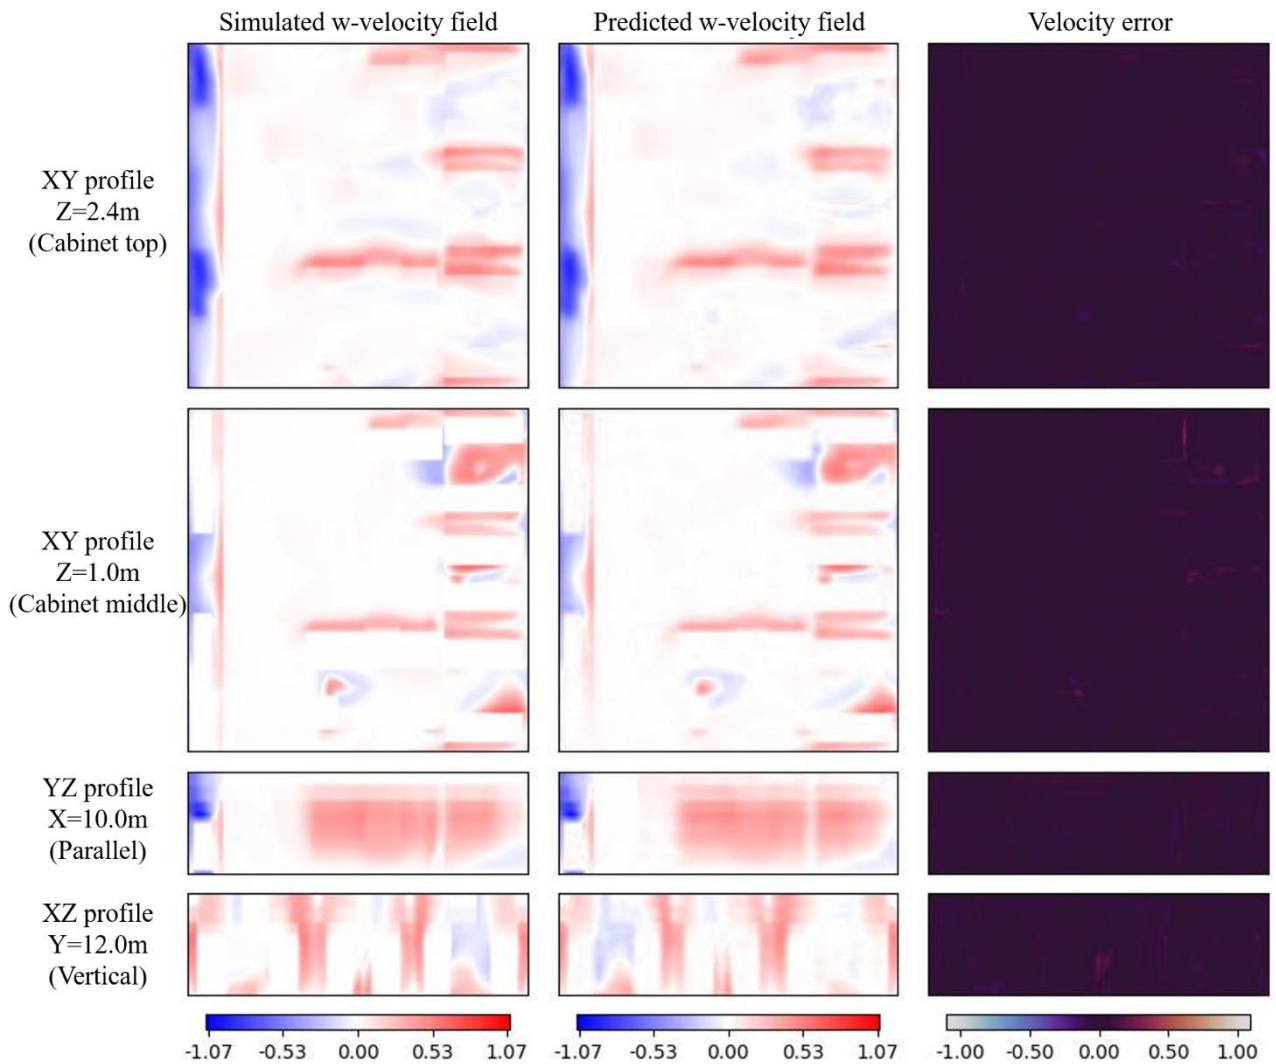 Simulated w-velocity field
Predicted w-velocity field
Velocity error
XY profile
Z=2.4m
(Cabinet top)
XY profile
Z=1.0m
(Cabinet middle)
YZ profile
X=10.0m
(Parallel)
XZ profile
Y=12.0m
(Vertical)
-1.07 -0.53 0.00 0.53 1.07
-1.07 -0.53 0.00 0.53 1.07
-1.00 -0.50 0.00 0.50 1.00